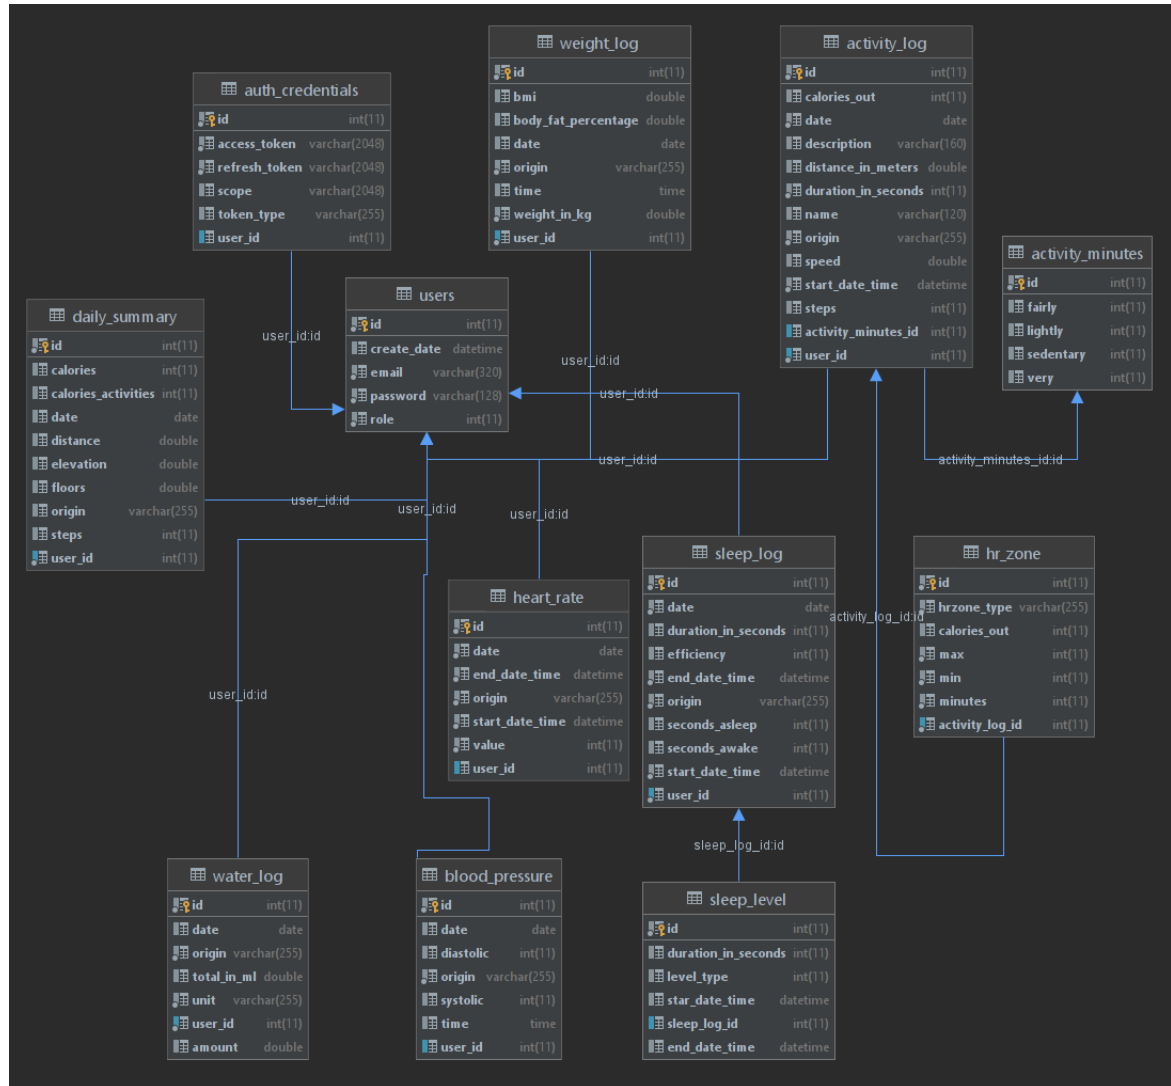 weight_log
id int(11)
bmi double
body_fat_percentage double
date date
origin varchar(255)
time time
weight_in_kg double
user_id int(11)
activity_log
id int(11)
calories_out int(11)
date date
description varchar(160)
distance_in_meters double
duration_in_seconds int(11)
name varchar(120)
origin varchar(255)
speed double
start_date_time datetime
steps int(11)
activity_minutes_id int(11)
user_id int(11)
auth_credentials
id int(11)
access_token varchar(2048)
refresh_token varchar(2048)
scope varchar(2048)
token_type varchar(255)
user_id int(11)
activity_minutes
id int(11)
fairly int(11)
lightly int(11)
sedentary int(11)
very int(11)
users
id int(11)
create_date datetime
email varchar(320)
password varchar(128)
role int(11)
daily_summary
id int(11)
calories int(11)
calories_activities int(11)
date date
distance double
elevation double
floors double
origin varchar(255)
steps int(11)
user_id int(11)
user_id:id
user_id:id
user_id:id
user_id:id
activity_minutes_id:id
user_id:id
user_id:id
user_id:id
heart_rate
id int(11)
date date
end_date_time datetime
origin varchar(255)
start_date_time datetime
value int(11)
user_id int(11)
sleep_log
id int(11)
date date
duration_in_seconds int(11)
efficiency int(11)
end_date_time datetime
origin varchar(255)
seconds_asleep int(11)
seconds_awake int(11)
start_date_time datetime
user_id int(11)
activity_log_id:id
hr_zone
id int(11)
hrzone_type varchar(255)
calories_out int(11)
max int(11)
min int(11)
minutes int(11)
activity_log_id int(11)
user_id:id
sleep_log_id:id
water_log
id int(11)
date date
origin varchar(255)
total_in_ml double
unit varchar(255)
user_id int(11)
amount double
blood_pressure
id int(11)
date date
diastolic int(11)
origin varchar(255)
systolic int(11)
time time
user_id int(11)
sleep_level
id int(11)
duration_in_seconds int(11)
level_type int(11)
star_date_time datetime
sleep_log_id int(11)
end_date_time datetime